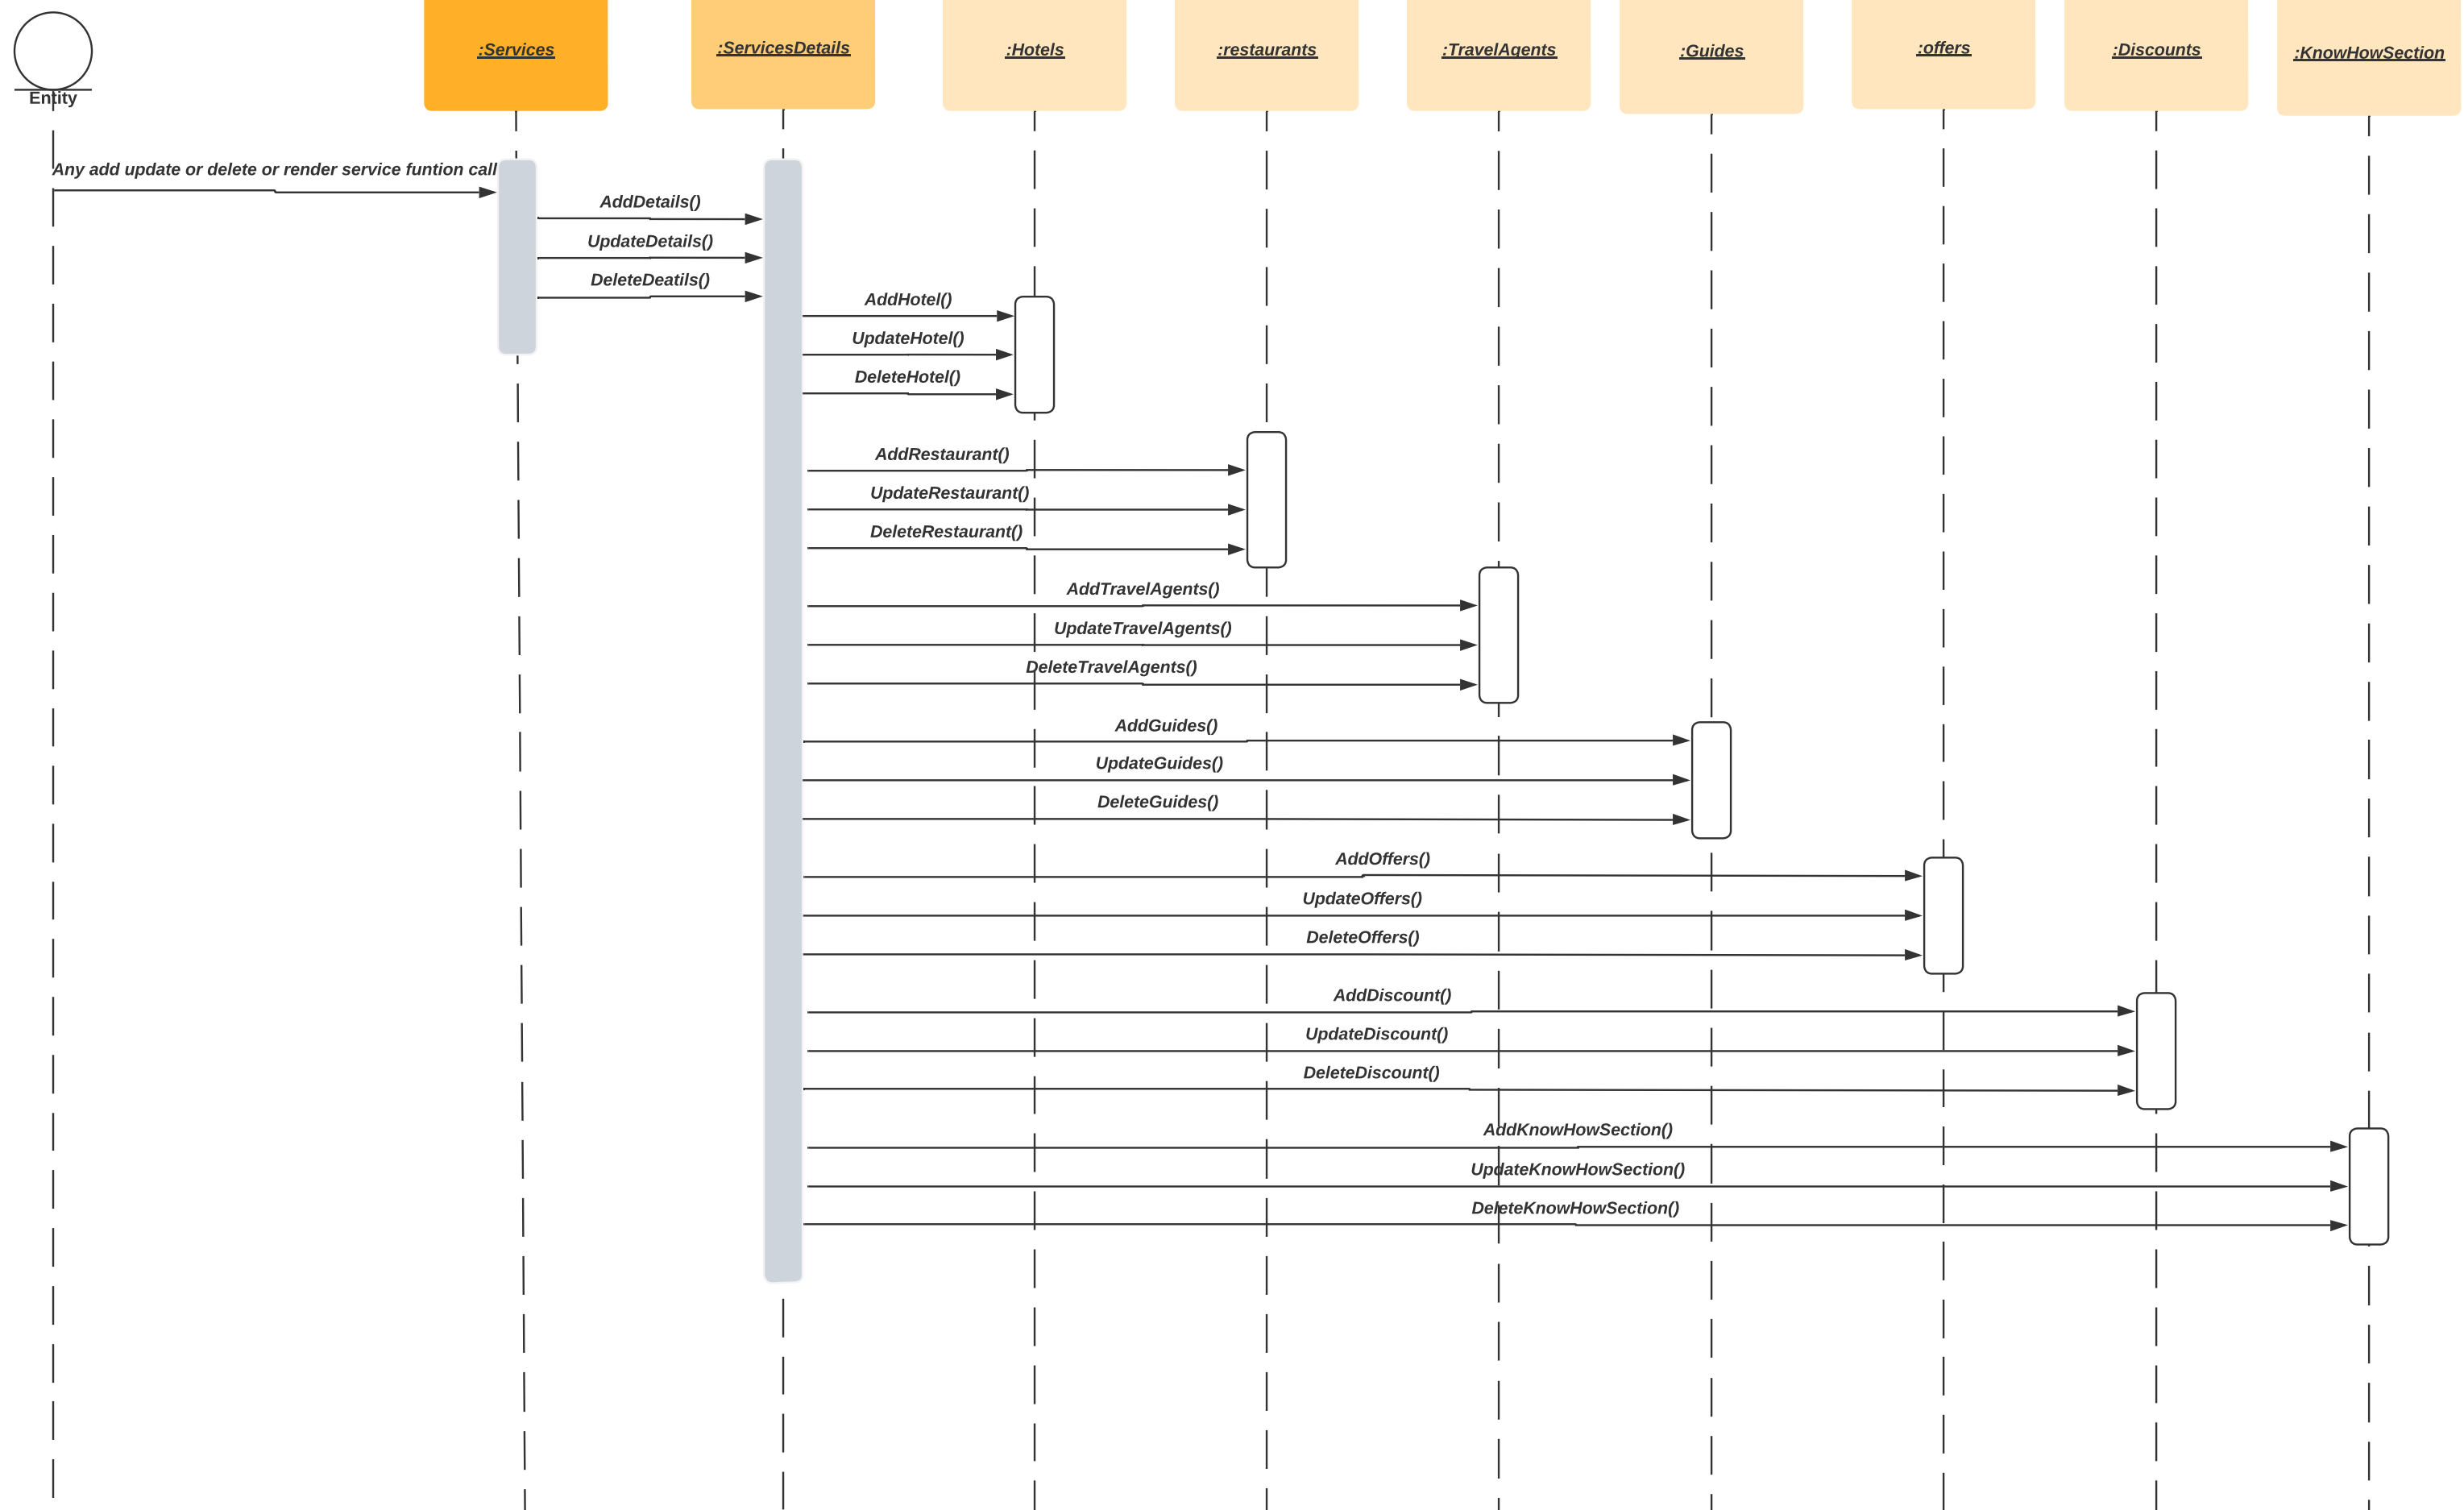 :Services
:ServicesDetails
:Hotels
:restaurants
:TravelAgents
:Guides
:offers
:Discounts
:KnowHowSection
Entity
Any add update or delete or render service funtion call
AddDetails()
UpdateDetails()
DeleteDeatils()
AddHotel()
UpdateHotel()
DeleteHotel()
AddRestaurant()
UpdateRestaurant()
DeleteRestaurant()
AddTravelAgents()
UpdateTravelAgents()
DeleteTravelAgents()
AddGuides()
UpdateGuides()
DeleteGuides()
AddOffers()
UpdateOffers()
DeleteOffers()
AddDiscount()
UpdateDiscount()
DeleteDiscount()
AddKnowHowSection()
UpdateKnowHowSection()
DeleteKnowHowSection()